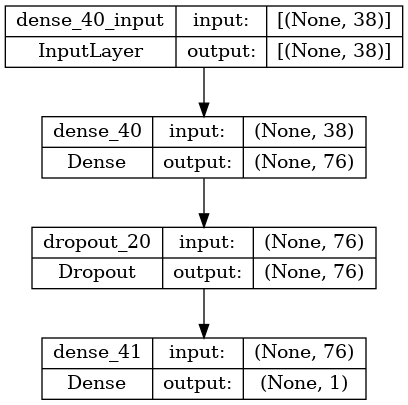 dense_40_input input: [(None, 38)]
InputLayer output: [(None, 38)]
dense_40 input: (None, 38)
Dense output: (None, 76)
dropout_20 input: (None, 76)
Dropout output: (None, 76)
dense_41 input: (None, 76)
Dense output: (None, 1)